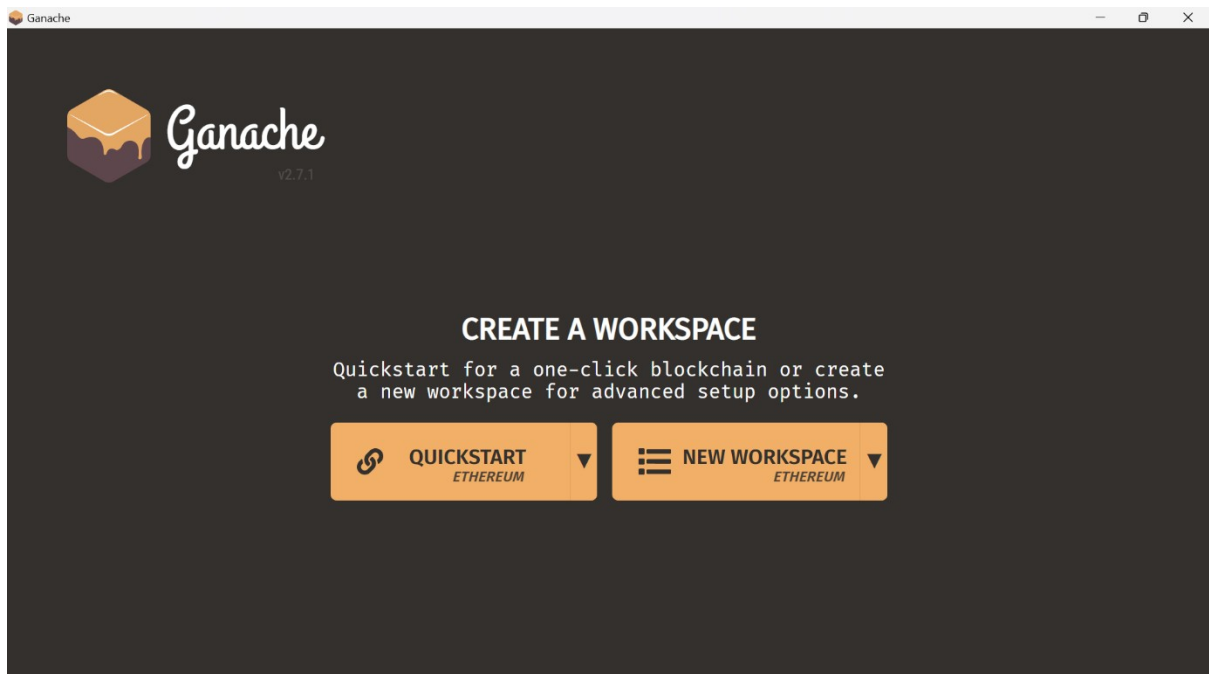 Ganache
Ganache
v2.7.1
CREATE A WORKSPACE
Quickstart for a one-click blockchain or create
a new workspace for advanced setup options.
QUICKSTART
ETHEREUM
NEW WORKSPACE
ETHEREUM